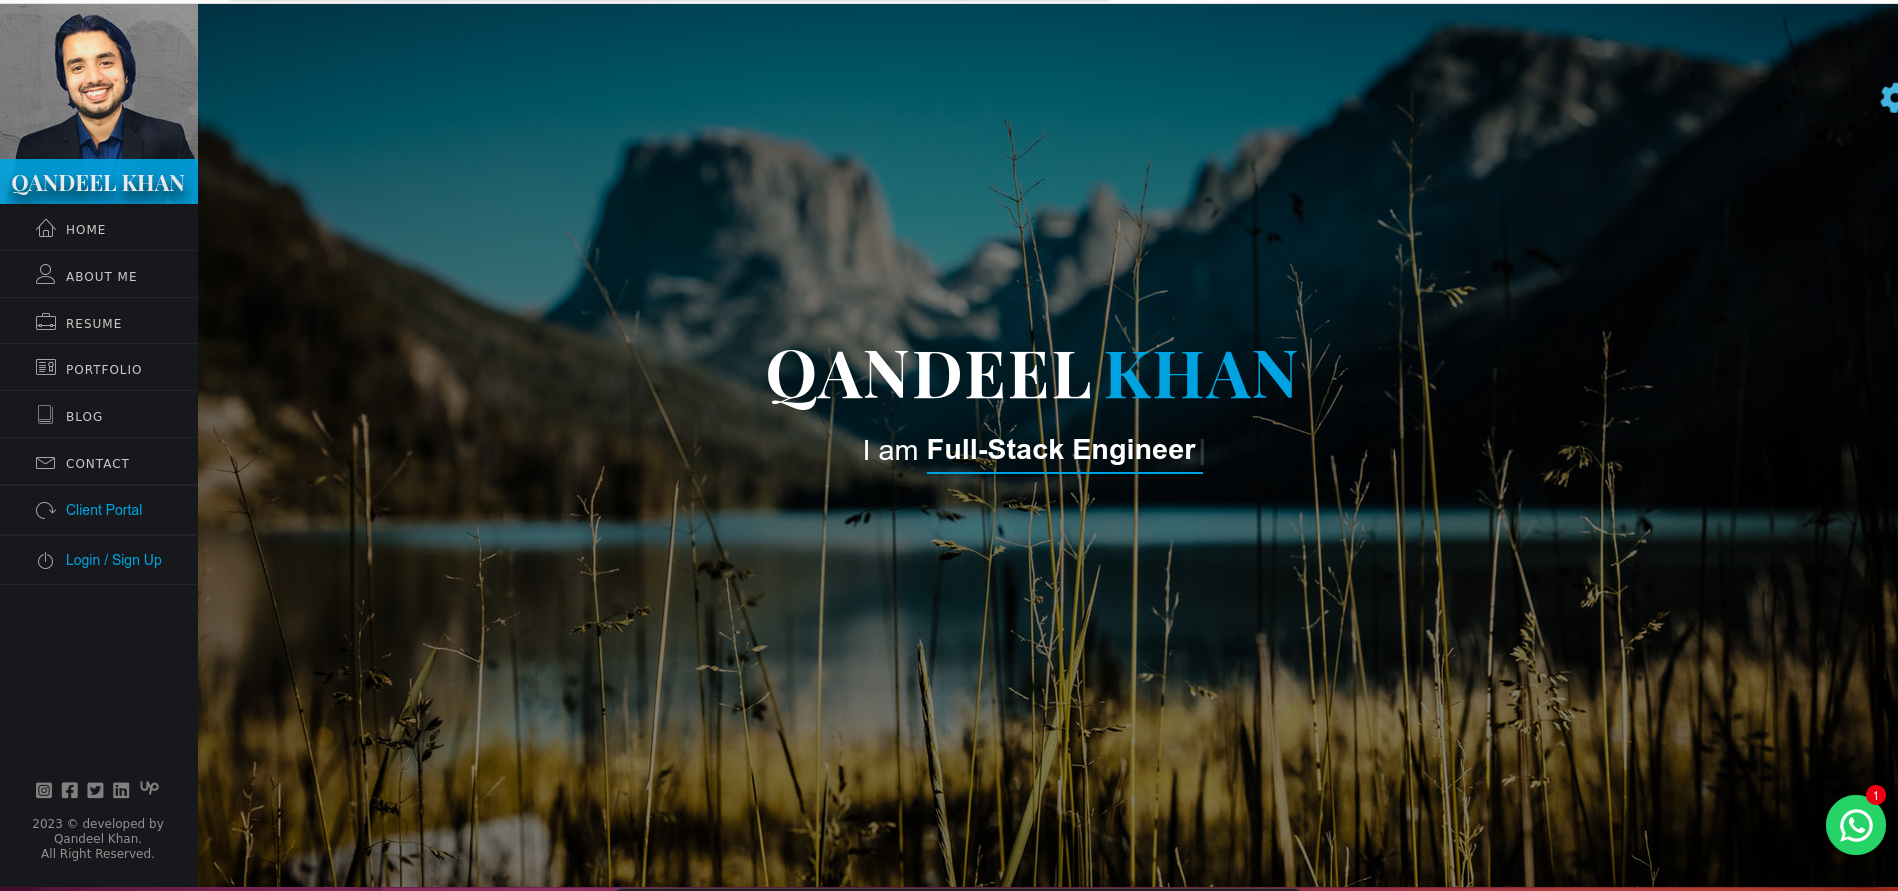 QANDEEL KHAN
HOME
ABOUT ME
RESUME
PORTFOLIO
BLOG
CONTACT
Client Portal
Login / Sign Up
2023 © developed by
Qandeel Khan.
All Right Reserved.
QANDEEL KHAN
I am Full-Stack Engineer
1